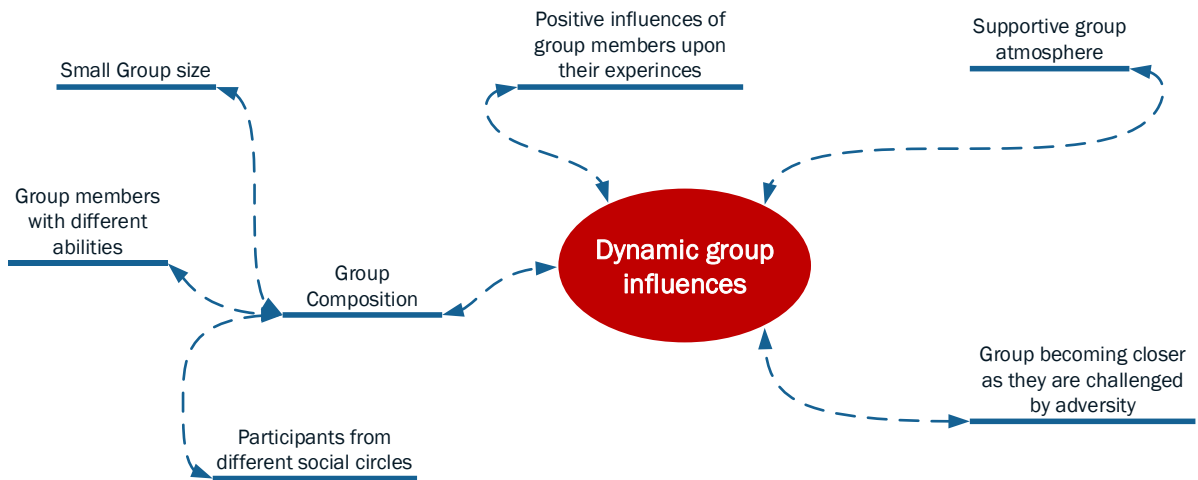 Positive influences of
group members upon
their experinces
Supportive group
atmosphere
Small Group size
Group members
with different
abilities
Dynamic group
influences
Group
Composition
Group becoming closer
as they are challenged
by adversity
Participants from
different social circles